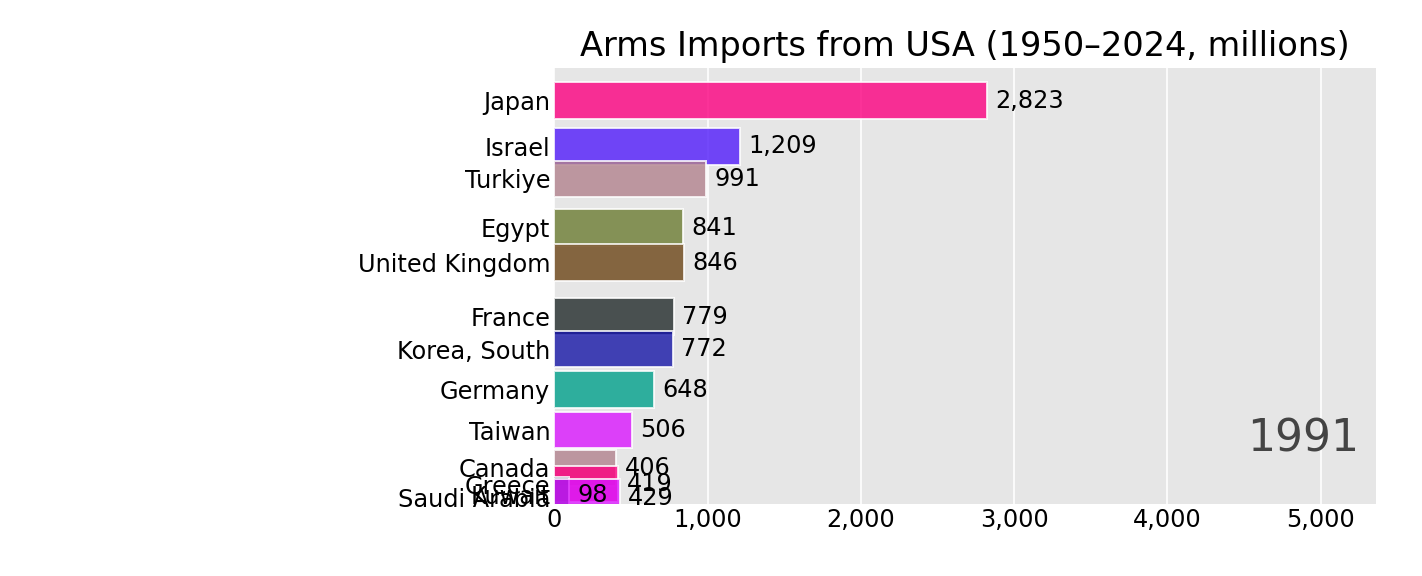 Arms Imports from USA (1950–2024, millions)
Japan 2,823
Israel 1,209
Turkiye 991
Egypt 841
United Kingdom 846
France 779
Korea, South 772
Germany 648
Taiwan 506
1991
Canada 406
Greece 419
98
Saudi Arabia 429
0 1,000 2,000 3,000 4,000 5,000